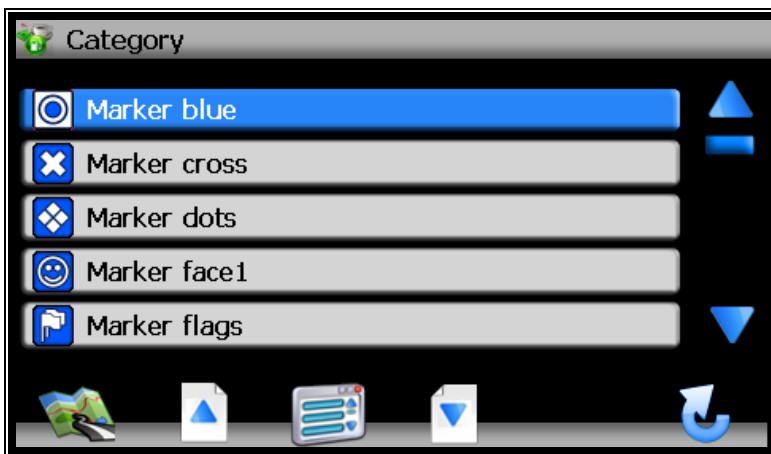 Category
Marker blue
Marker cross
Marker dots
Marker face1
Marker flags